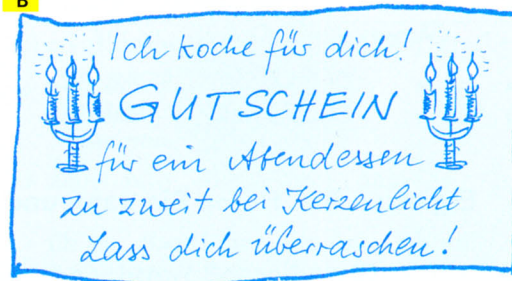 B
Ich koche für dich!
GUTSCHEIN
für ein Abendessen
zu zweit bei Kerzenlicht
Lass dich überraschen!